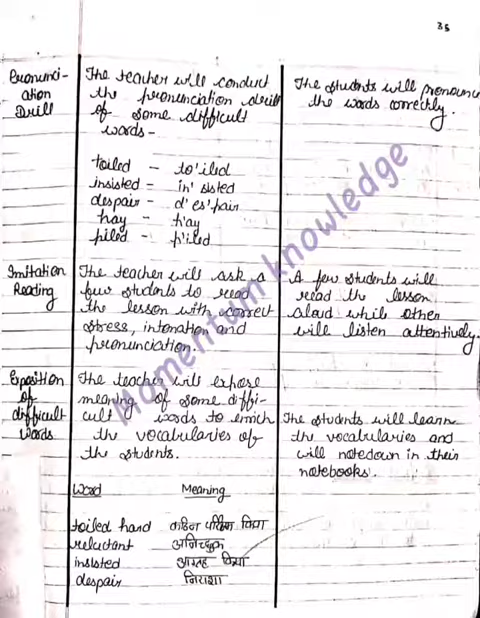 35
Pronunci-
ation
Drill
The teacher will conduct
the pronunciation drill
of some difficult
words-
toiled - to'iled
insisted - in'sisted
despair - d'es'pair
hay - h'ay
piled - p'iled
The students will pronounce
the words correctly.
Imitation
Reading
The teacher will ask a
few students to read
the lesson with correct
stress, intonation and
pronunciation.
A few students will
read the lesson
aloud while other
will listen attentively.
Exposition
of
difficult
words
The teacher will expose
meaning of some diffi-
cult words to enrich
the vocabularies of
the students.
The students will learn
the vocabularies and
will notedown in their
notebooks.
Word Meaning
toiled hard कठिन किया
reluctant अनिच्छुक
insisted किया
despair निराशा
Momentum knowledge